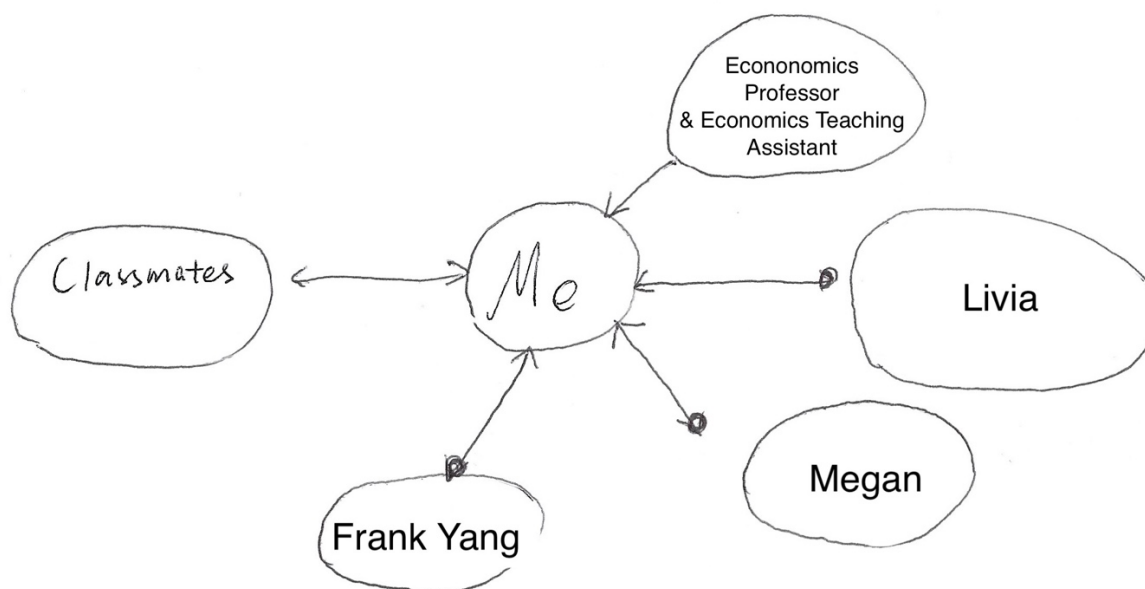 Econonomics
Professor
& Economics Teaching
Assistant
Classmates
Me
Livia
Megan
Frank Yang